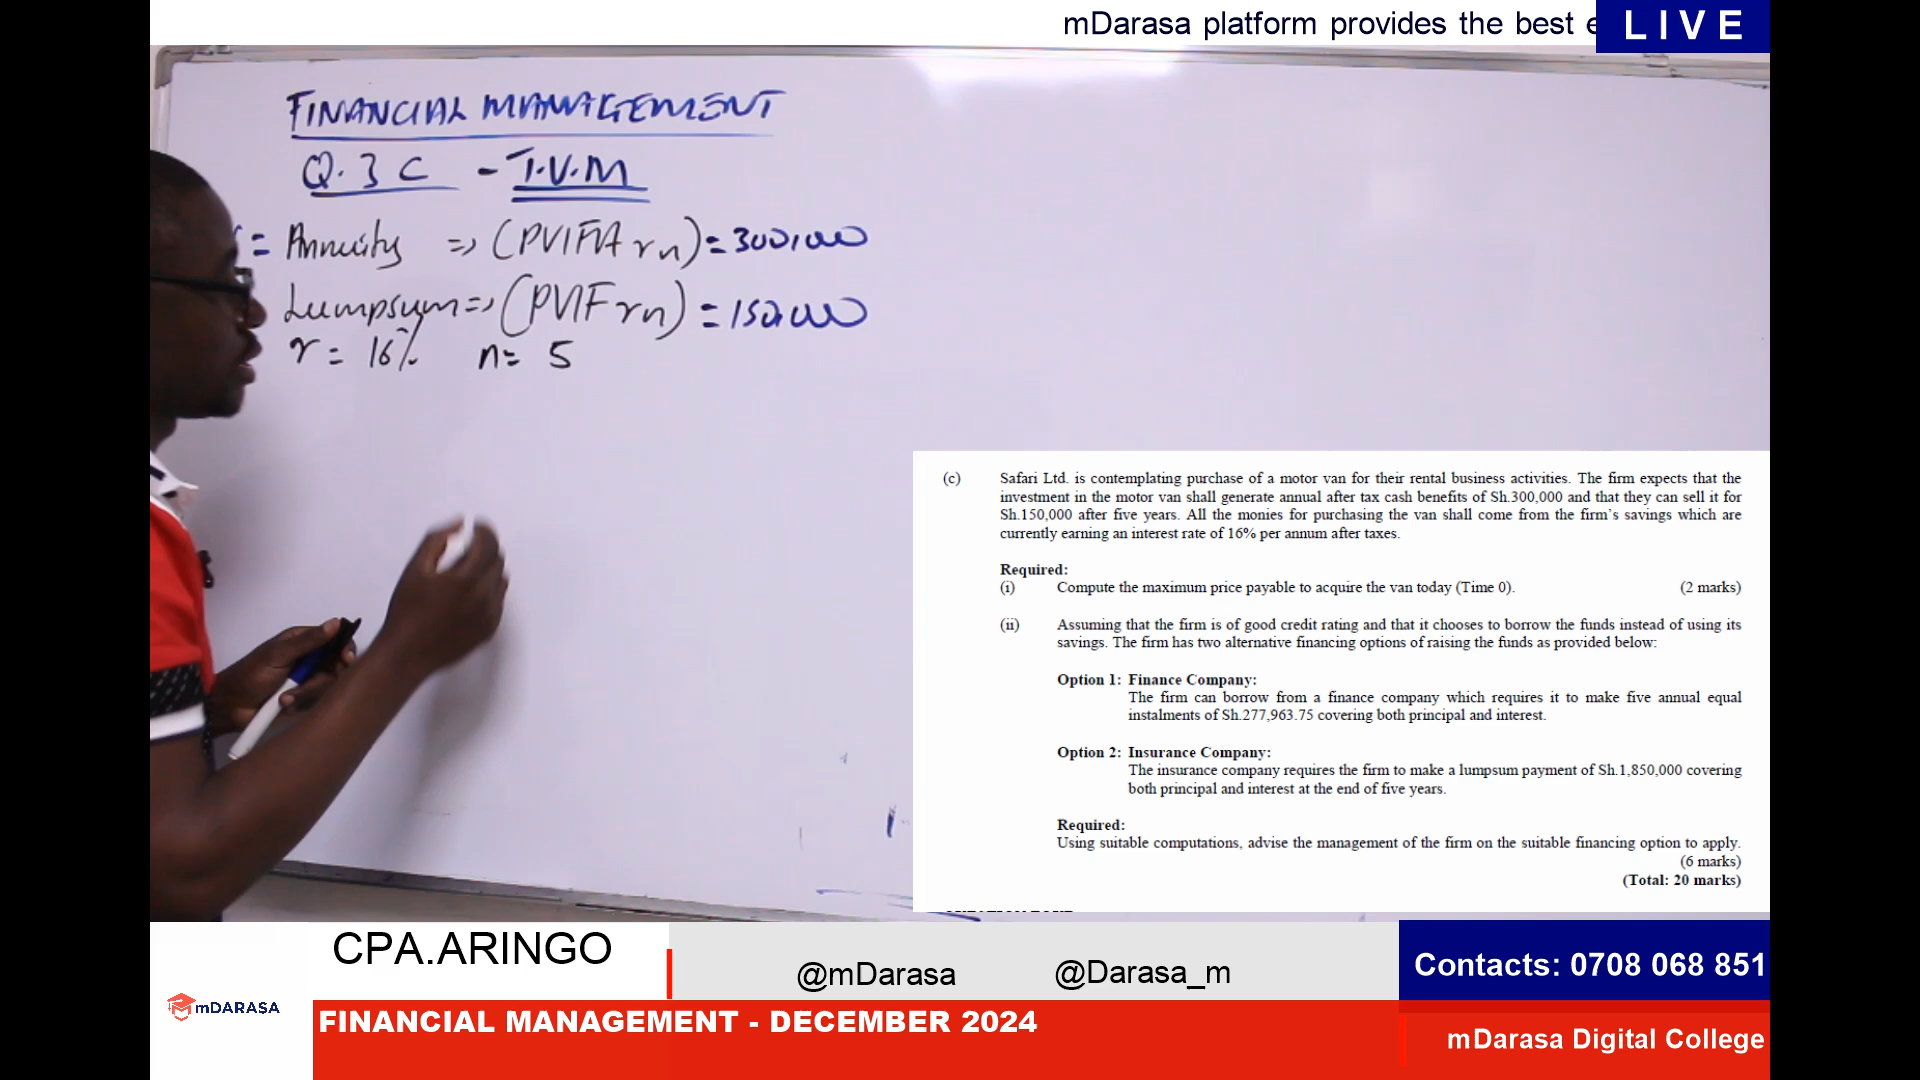 mDarasa platform provides the best
LIVE
FINANCIAL MANAGEMENT
Q.3 C - T.V.M
= Annuity => (PVIFA r n) = 300,000
Lumpsum => (PVIF r n) = 150,000
r = 16% n = 5
(c) Safari Ltd. is contemplating purchase of a motor van for their rental business activities. The firm expects that the
investment in the motor van shall generate annual after tax cash benefits of Sh.300,000 and that they can sell it for
Sh.150,000 after five years. All the monies for purchasing the van shall come from the firm's savings which are
currently earning an interest rate of 16% per annum after taxes.
Required:
(i) Compute the maximum price payable to acquire the van today (Time 0). (2 marks)
(ii) Assuming that the firm is of good credit rating and that it chooses to borrow the funds instead of using its
savings. The firm has two alternative financing options of raising the funds as provided below:
Option 1: Finance Company:
The firm can borrow from a finance company which requires it to make five annual equal
instalments of Sh.277,963.75 covering both principal and interest.
Option 2: Insurance Company:
The insurance company requires the firm to make a lumpsum payment of Sh.1,850,000 covering
both principal and interest at the end of five years.
Required:
Using suitable computations, advise the management of the firm on the suitable financing option to apply.
(6 marks)
(Total: 20 marks)
CPA.ARINGO
@mDarasa @Darasa_m
Contacts: 0708 068 851
mDARASA
FINANCIAL MANAGEMENT - DECEMBER 2024
mDarasa Digital College